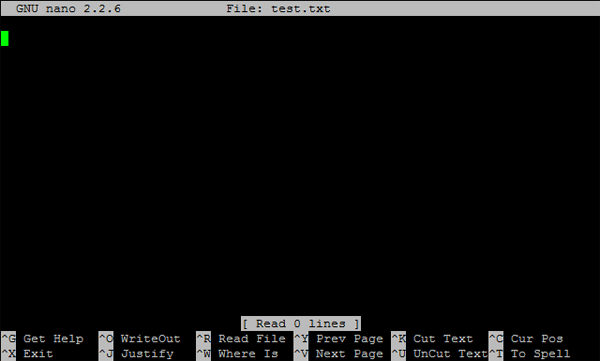 GNU nano 2.2.6 File: test.txt
[ Read 0 lines ]
^G Get Help ^O WriteOut ^R Read File ^Y Prev Page ^K Cut Text ^C Cur Pos
^X Exit ^J Justify ^W Where Is ^V Next Page ^U UnCut Text ^T To Spell